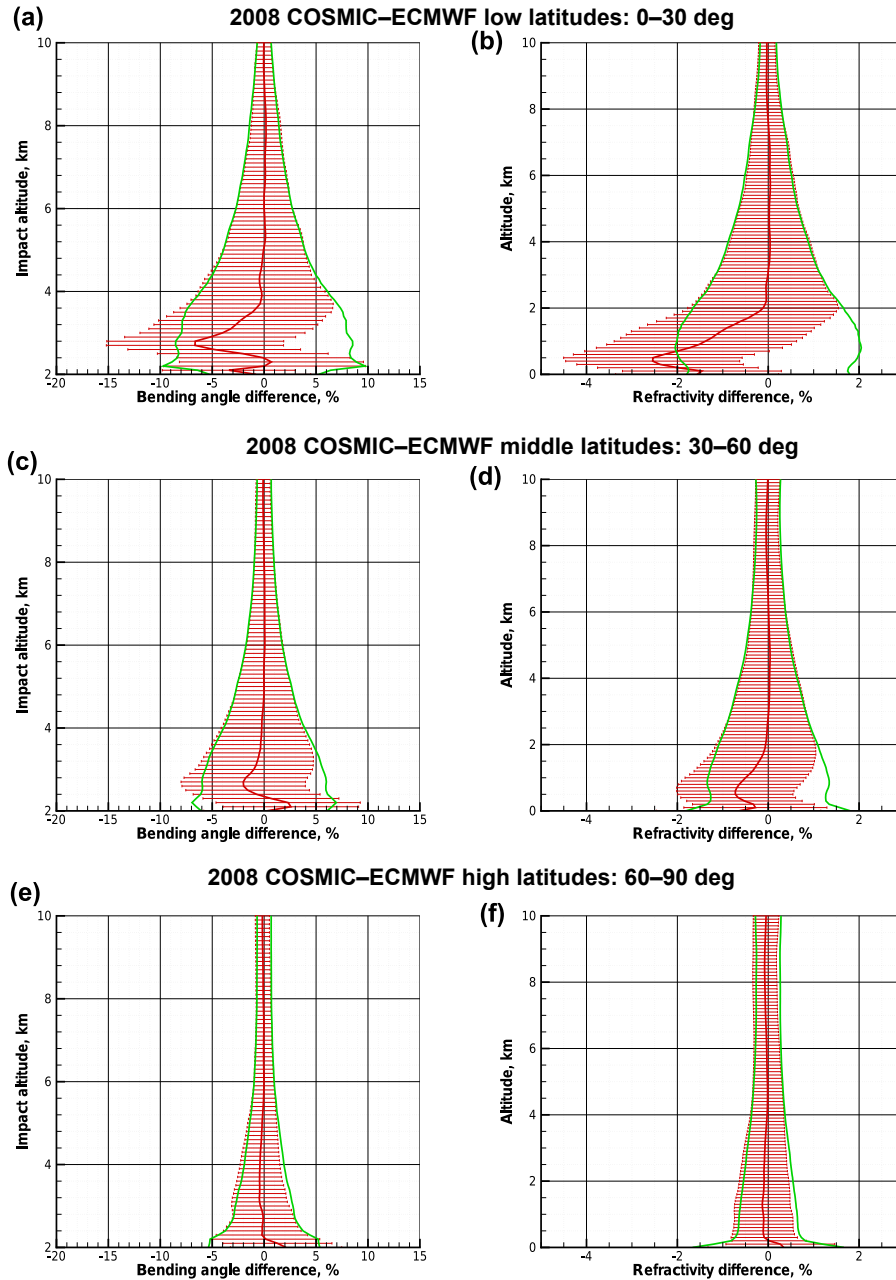 (a)
2008 COSMIC–ECMWF low latitudes: 0–30 deg
(b)
10
8
6
4
2
Impact altitude, km
-20 -15 -10 -5 0 5 10 15
Bending angle difference, %
10
8
6
4
2
0
Altitude, km
-4 -2 0 2
Refractivity difference, %
2008 COSMIC–ECMWF middle latitudes: 30–60 deg
(c)
(d)
10
8
6
4
2
Impact altitude, km
-20 -15 -10 -5 0 5 10 15
Bending angle difference, %
10
8
6
4
2
0
Altitude, km
-4 -2 0 2
Refractivity difference, %
2008 COSMIC–ECMWF high latitudes: 60–90 deg
(e)
(f)
10
8
6
4
2
Impact altitude, km
-20 -15 -10 -5 0 5 10 15
Bending angle difference, %
10
8
6
4
2
0
Altitude, km
-4 -2 0 2
Refractivity difference, %